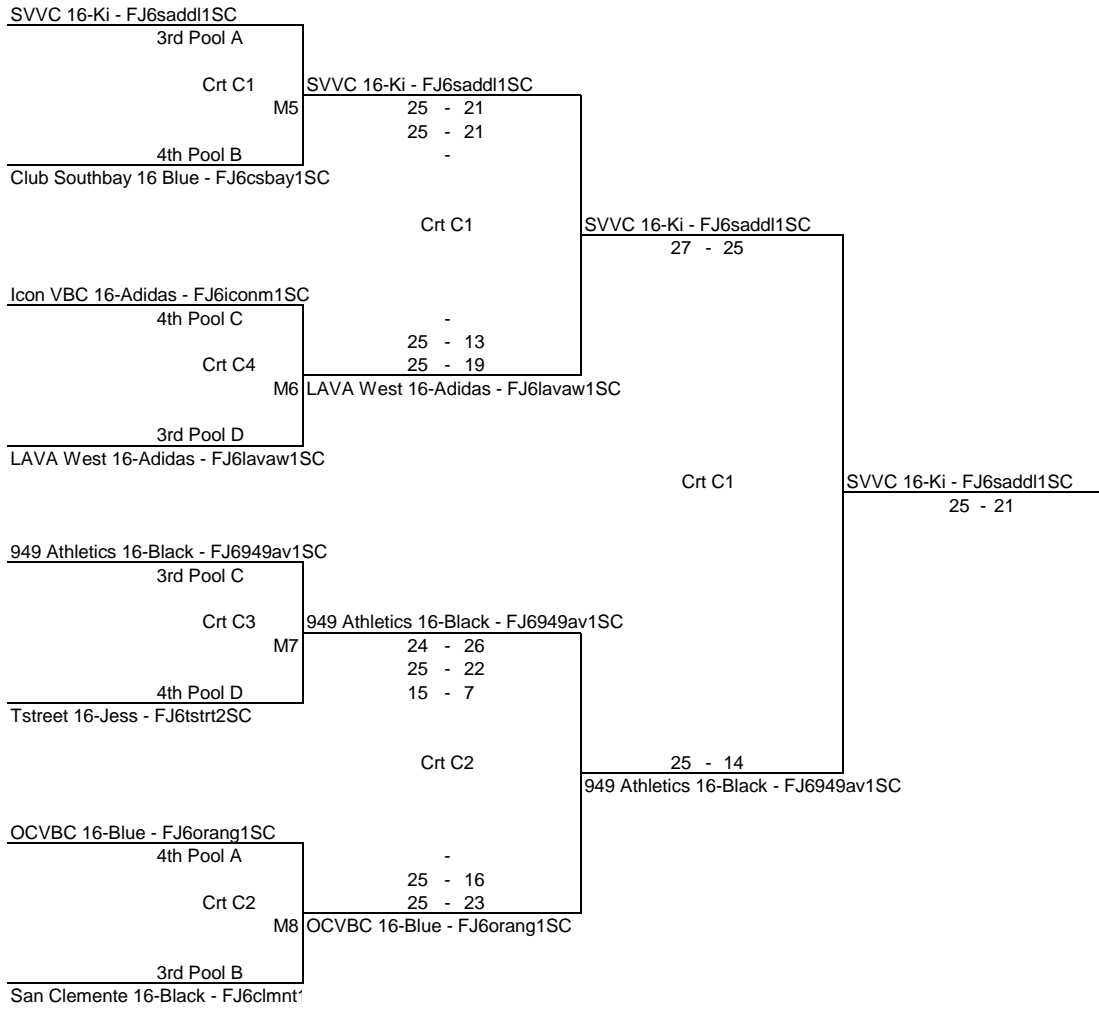 SVVC 16-Ki - FJ6saddl1SC
3rd Pool A
Crt C1
SVVC 16-Ki - FJ6saddl1SC
M5
25 - 21
25 - 21
4th Pool B
-
Club Southbay 16 Blue - FJ6csbay1SC
Crt C1
SVVC 16-Ki - FJ6saddl1SC
27 - 25
Icon VBC 16-Adidas - FJ6iconm1SC
4th Pool C
-
25 - 13
Crt C4
25 - 19
M6
LAVA West 16-Adidas - FJ6lavaw1SC
3rd Pool D
LAVA West 16-Adidas - FJ6lavaw1SC
Crt C1
SVVC 16-Ki - FJ6saddl1SC
25 - 21
949 Athletics 16-Black - FJ6949av1SC
3rd Pool C
Crt C3
949 Athletics 16-Black - FJ6949av1SC
M7
24 - 26
25 - 22
4th Pool D
15 - 7
Tstreet 16-Jess - FJ6tstrt2SC
Crt C2
25 - 14
949 Athletics 16-Black - FJ6949av1SC
OCVBC 16-Blue - FJ6orang1SC
4th Pool A
-
25 - 16
Crt C2
25 - 23
M8
OCVBC 16-Blue - FJ6orang1SC
3rd Pool B
San Clemente 16-Black - FJ6clmnt1